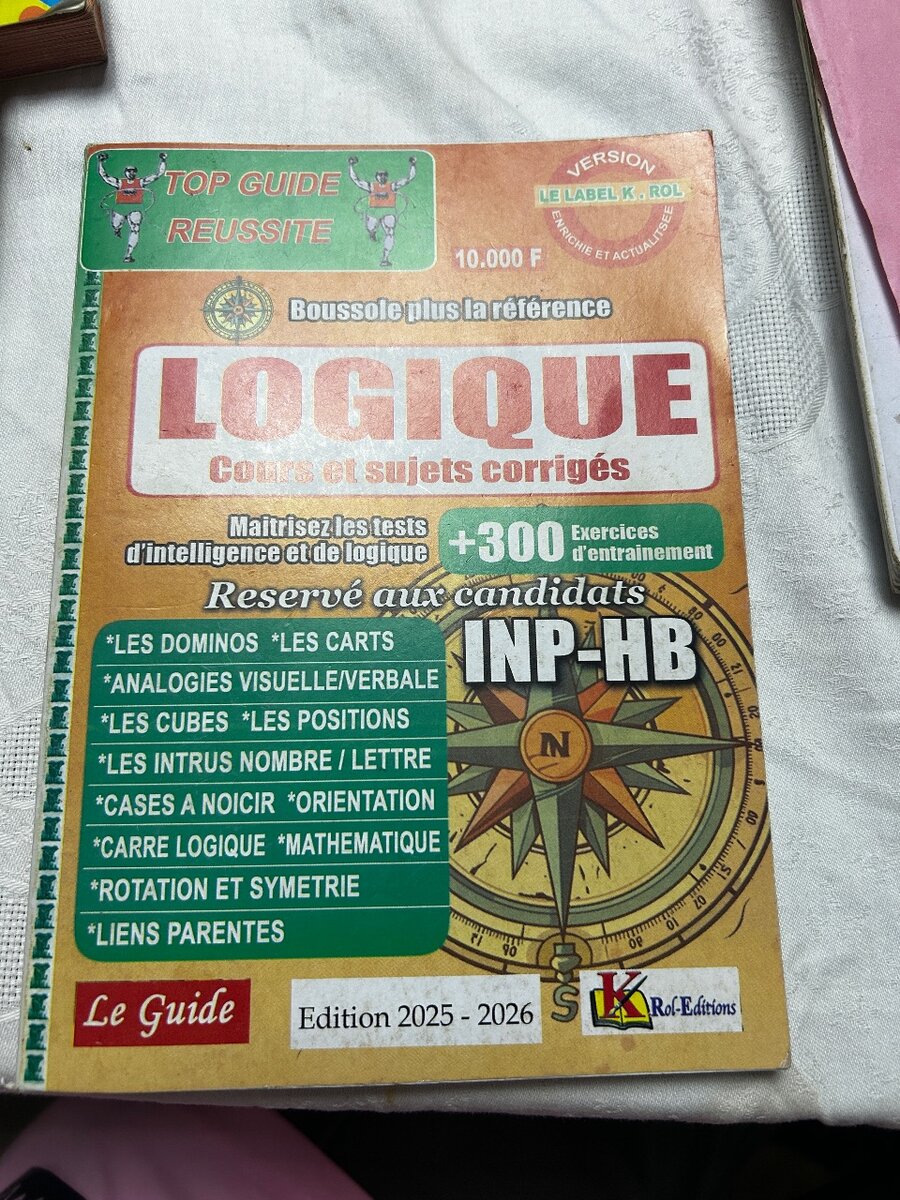 TOP GUIDE
REUSSITE
VERSION
LE LABEL K . ROL
ENRICHIE ET ACTUALITSEE
10.000 F
Boussole plus la référence
LOGIQUE
Cours et sujets corrigés
Maitrisez les tests
d'intelligence et de logique
+300 Exercices
d'entrainement
Reservé aux candidats
INP-HB
*LES DOMINOS *LES CARTS
*ANALOGIES VISUELLE/VERBALE
*LES CUBES *LES POSITIONS
*LES INTRUS NOMBRE / LETTRE
*CASES A NOICIR *ORIENTATION
*CARRE LOGIQUE *MATHEMATIQUE
*ROTATION ET SYMETRIE
*LIENS PARENTES
N
S
Le Guide
Edition 2025 - 2026
K Rol-Editions